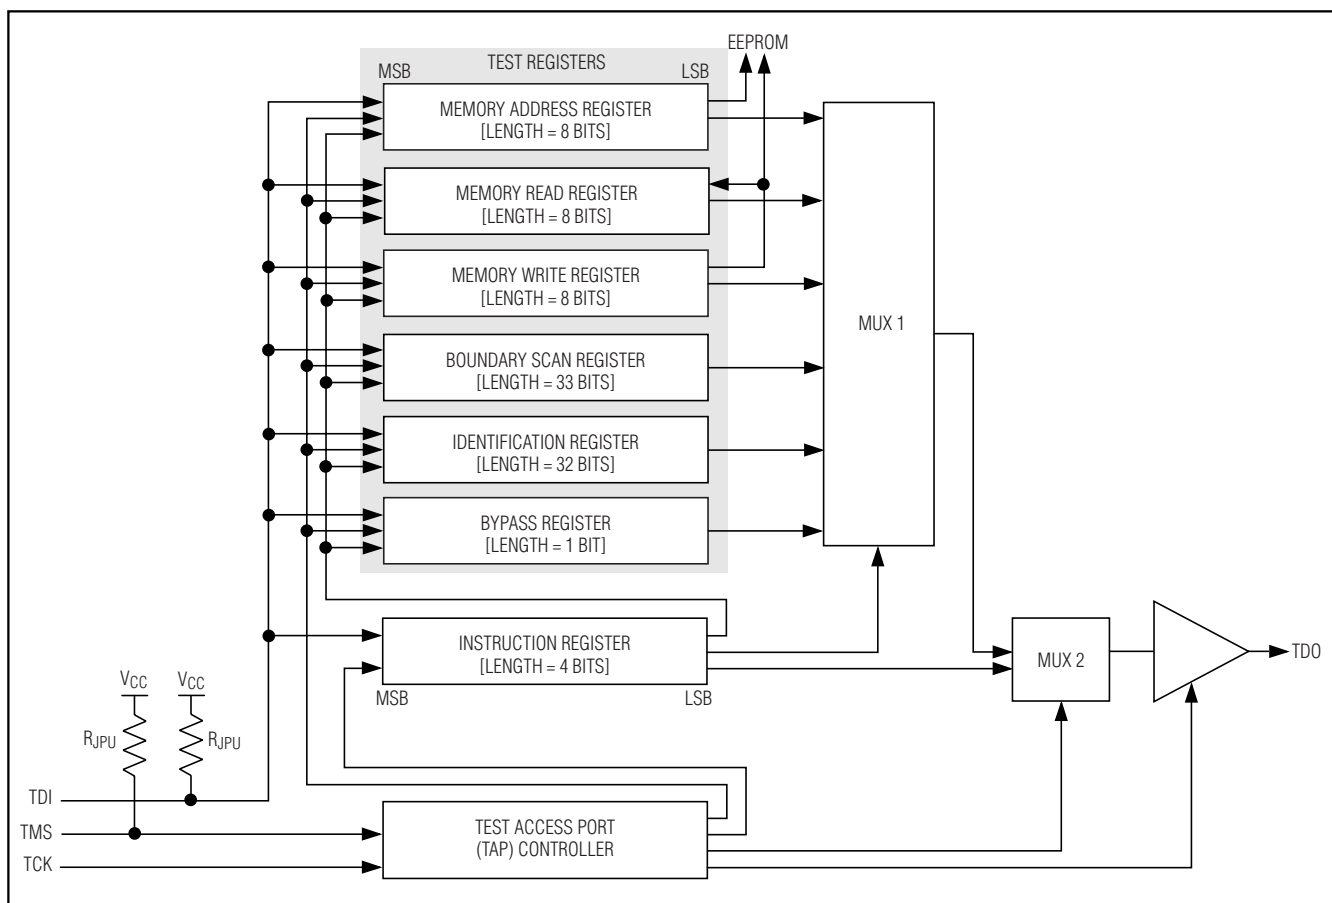 EEPROM
TEST REGISTERS
MSB
LSB
MEMORY ADDRESS REGISTER
[LENGTH = 8 BITS]
MEMORY READ REGISTER
[LENGTH = 8 BITS]
MEMORY WRITE REGISTER
[LENGTH = 8 BITS]
BOUNDARY SCAN REGISTER
[LENGTH = 33 BITS]
IDENTIFICATION REGISTER
[LENGTH = 32 BITS]
BYPASS REGISTER
[LENGTH = 1 BIT]
MUX 1
INSTRUCTION REGISTER
[LENGTH = 4 BITS]
MSB
LSB
MUX 2
TDO
VCC
VCC
RJPU
RJPU
TDI
TMS
TCK
TEST ACCESS PORT
(TAP) CONTROLLER